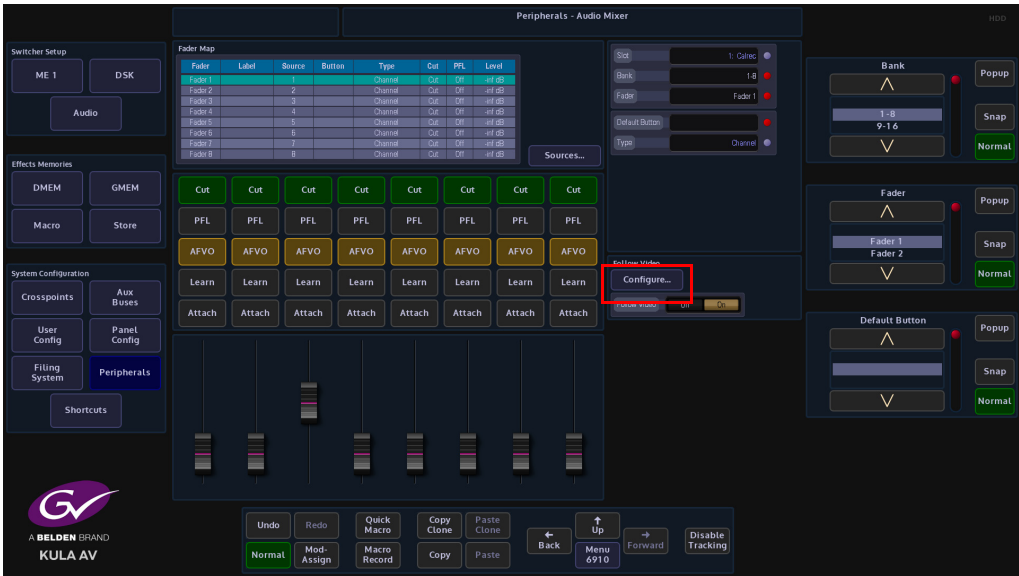 Peripherals - Audio Mixer
HDD
Switcher Setup
ME 1
DSK
Audio
Effects Memories
DMEM
GMEM
Macro
Store
System Configuration
Crosspoints
Aux
Buses
User
Config
Panel
Config
Filing
System
Peripherals
Shortcuts
GV
A BELDEN BRAND
KULA AV
Fader Map
Fader Label Source Button Type Cut PFL Level
Fader 1 1 Channel Cut Off -inf dB
Fader 2 2 Channel Cut Off -inf dB
Fader 3 3 Channel Cut Off -inf dB
Fader 4 4 Channel Cut Off -inf dB
Fader 5 5 Channel Cut Off -inf dB
Fader 6 6 Channel Cut Off -inf dB
Fader 7 7 Channel Cut Off -inf dB
Fader 8 8 Channel Cut Off -inf dB
Sources...
Cut Cut Cut Cut Cut Cut Cut Cut
PFL PFL PFL PFL PFL PFL PFL PFL
AFVO AFVO AFVO AFVO AFVO AFVO AFVO AFVO
Learn Learn Learn Learn Learn Learn Learn Learn
Attach Attach Attach Attach Attach Attach Attach Attach
Slot 1: Calrec
Bank 1-8
Fader Fader 1
Default Button
Type Channel
Follow Video
Configure...
Follow Video Off On
Bank
1-8
9-16
Popup
Snap
Normal
Fader
Fader 1
Fader 2
Popup
Snap
Normal
Default Button
Popup
Snap
Normal
Undo
Redo
Quick
Macro
Copy
Clone
Paste
Clone
Normal
Mod-
Assign
Macro
Record
Copy
Paste
Back
Up
Menu
6910
Forward
Disable
Tracking